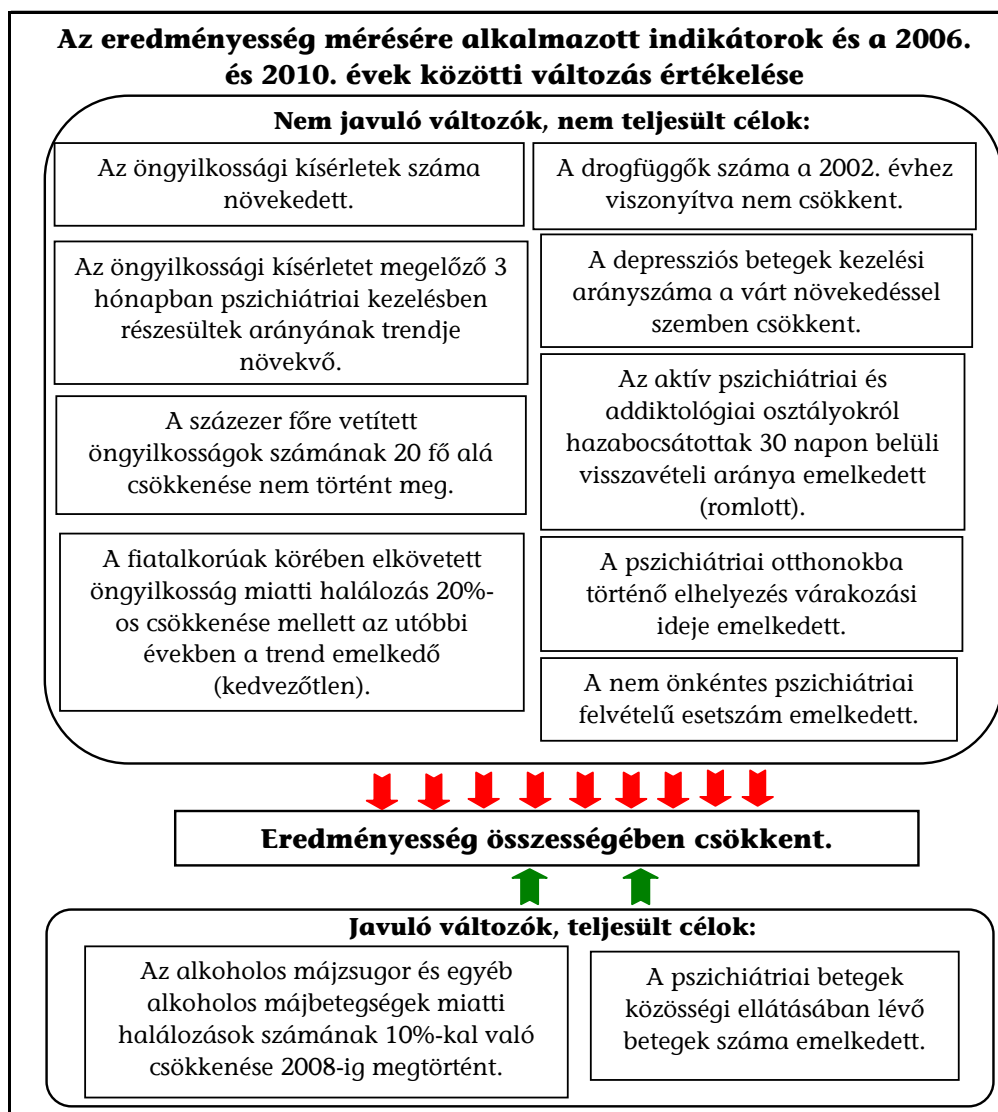 Az eredményesség mérésére alkalmazott indikátorok és a 2006.
és 2010. évek közötti változás értékelése
Nem javuló változók, nem teljesült célok:
Az öngyilkossági kísérletek száma
növekedett.
Az öngyilkossági kísérletet megelőző 3
hónapban pszichiátriai kezelésben
részesültek arányának trendje
növekvő.
A százezer főre vetített
öngyilkosságok számának 20 fő alá
csökkenése nem történt meg.
A fiatalkorúak körében elkövetett
öngyilkosság miatti halálozás 20%-
os csökkenése mellett az utóbbi
években a trend emelkedő
(kedvezőtlen).
A drogfüggők száma a 2002. évhez
viszonyítva nem csökkent.
A depressziós betegek kezelési
arányszáma a várt növekedéssel
szemben csökkent.
Az aktív pszichiátriai és
addiktológiai osztályokról
hazabocsátottak 30 napon belüli
visszavételi aránya emelkedett
(romlott).
A pszichiátriai otthonokba
történő elhelyezés várakozási
ideje emelkedett.
A nem önkéntes pszichiátriai
felvételű esetszám emelkedett.
Eredményesség összességében csökkent.
Javuló változók, teljesült célok:
Az alkoholos májzsugor és egyéb
alkoholos májbetegségek miatti
halálozások számának 10%-kal való
csökkenése 2008-ig megtörtént.
A pszichiátriai betegek
közösségi ellátásában lévő
betegek száma emelkedett.